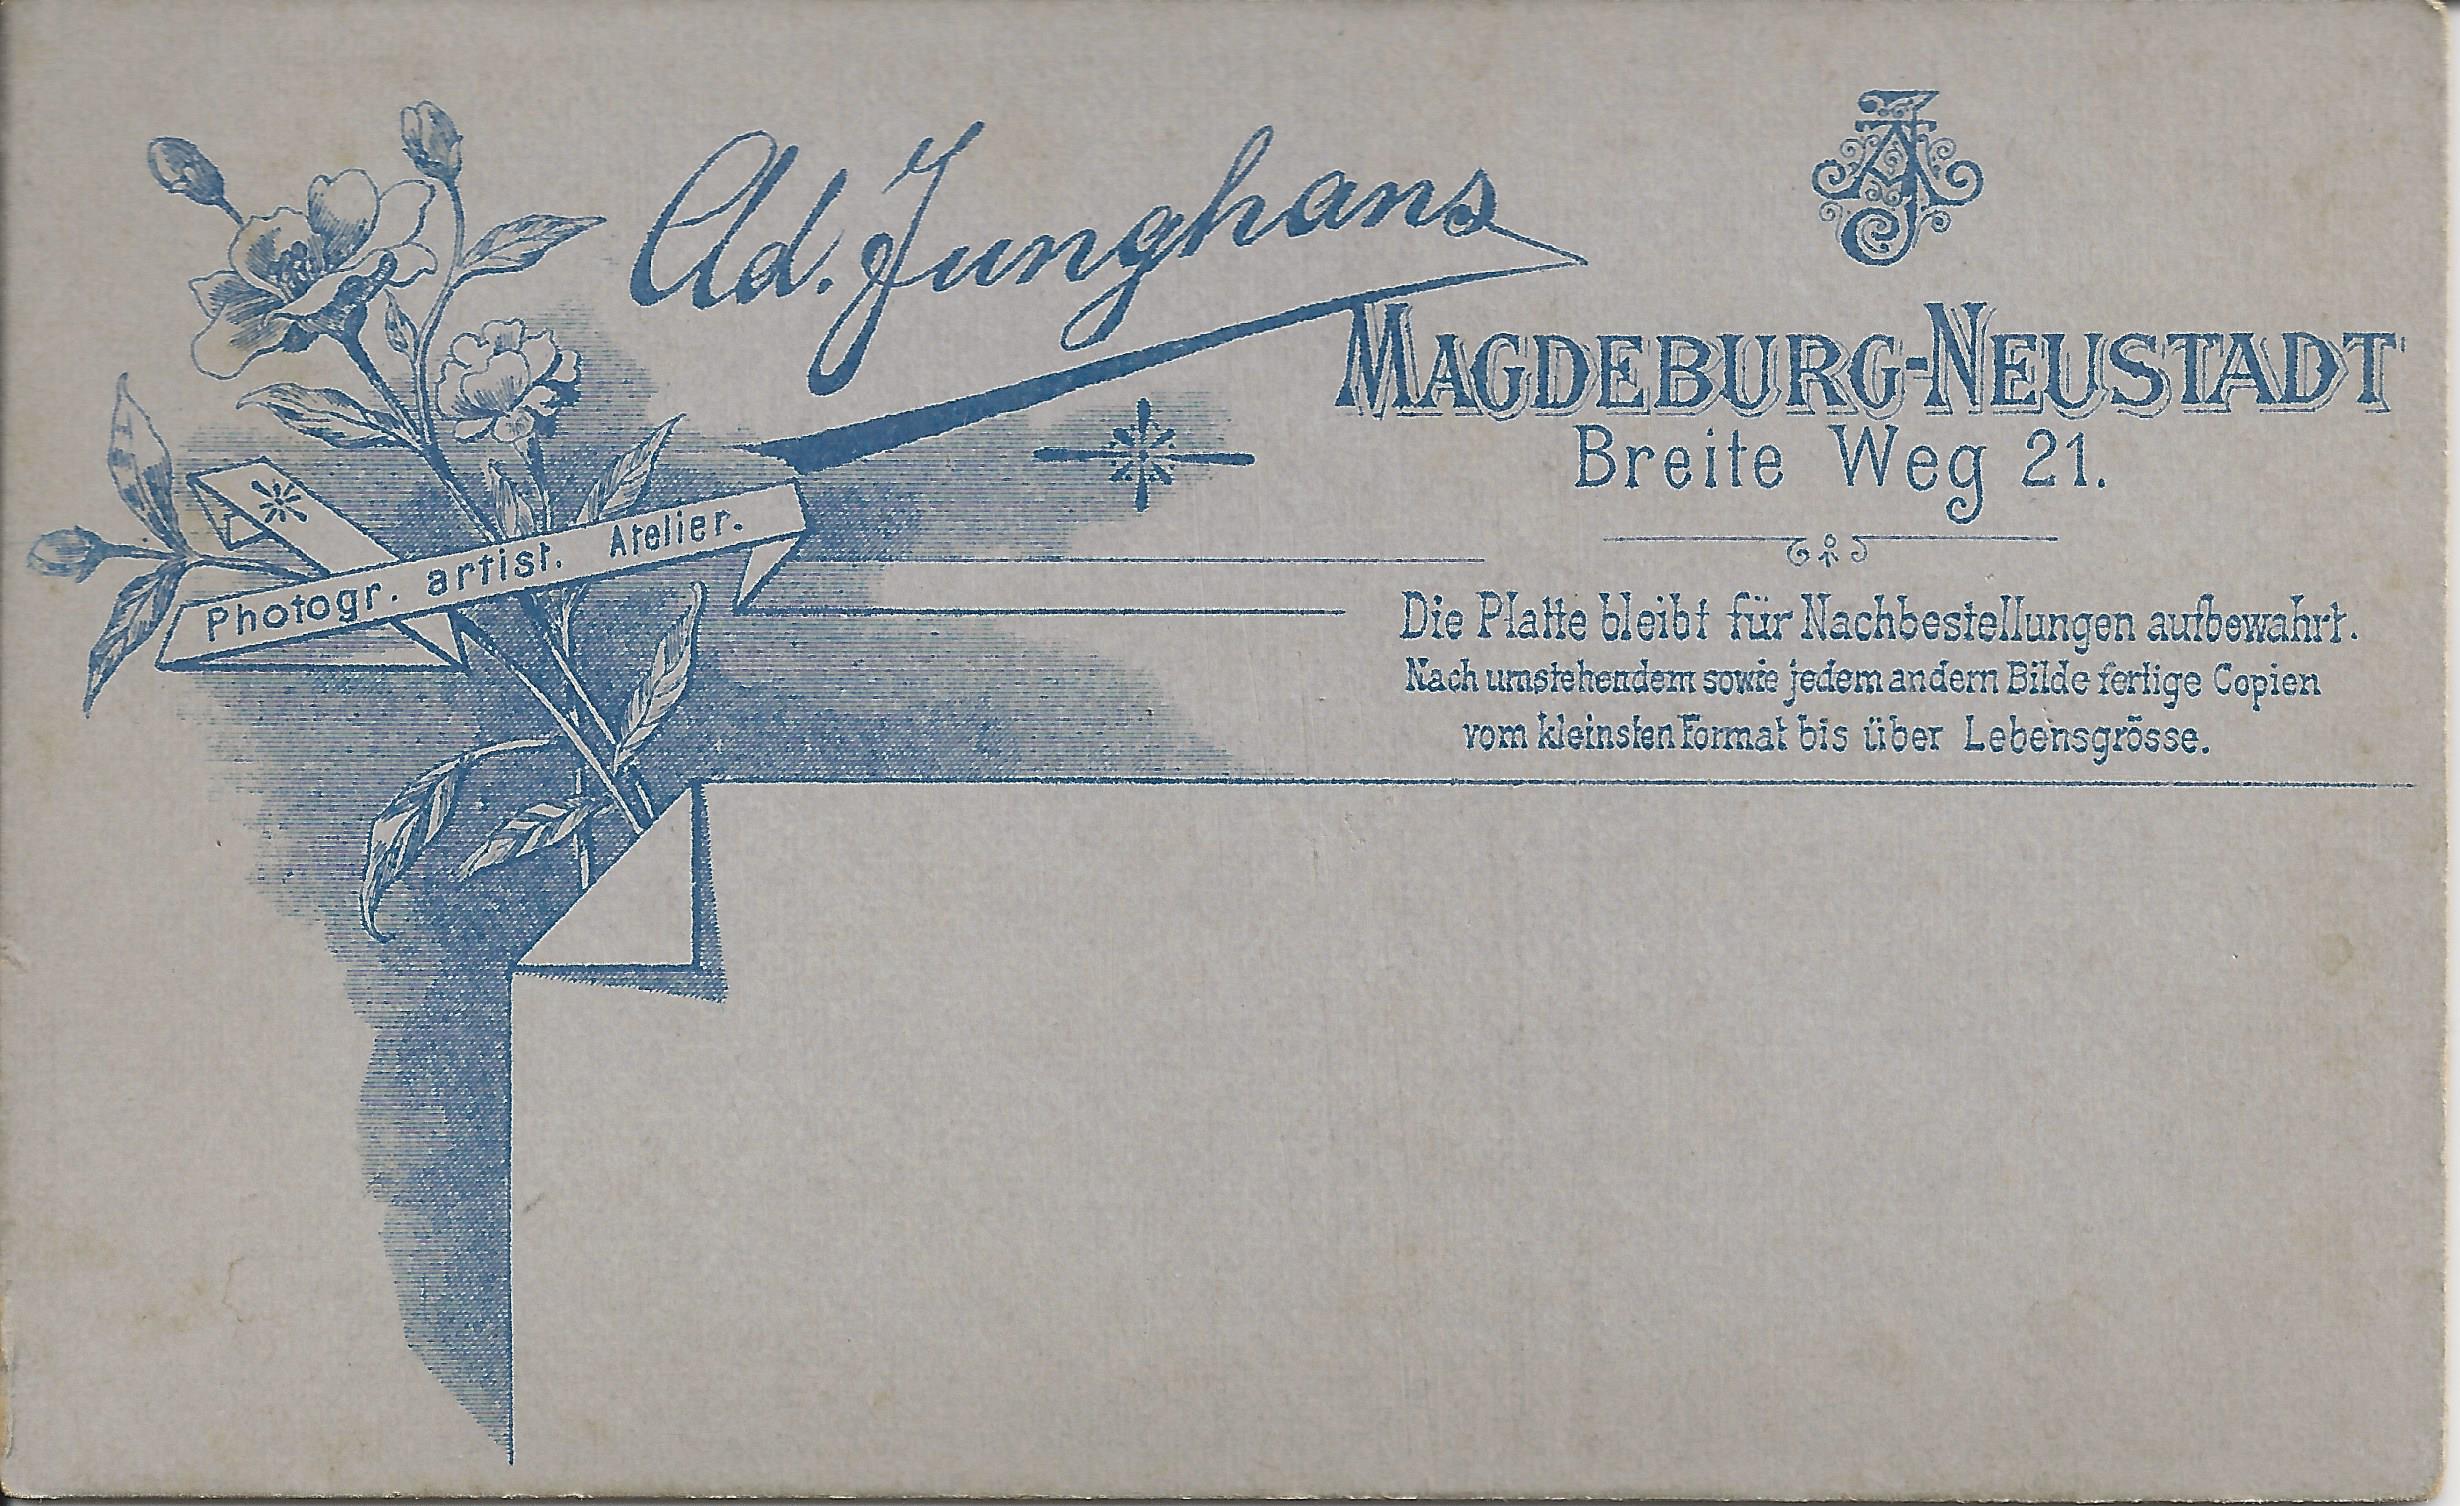 Ad. Junghans
AJ
MAGDEBURG-NEUSTADT
Breite Weg 21.
Photogr. artist. Atelier.
Die Platte bleibt für Nachbestellungen aufbewahrt.
Nach umstehendem sowie jedem andern Bilde fertige Copien
vom kleinsten Format bis über Lebensgrösse.